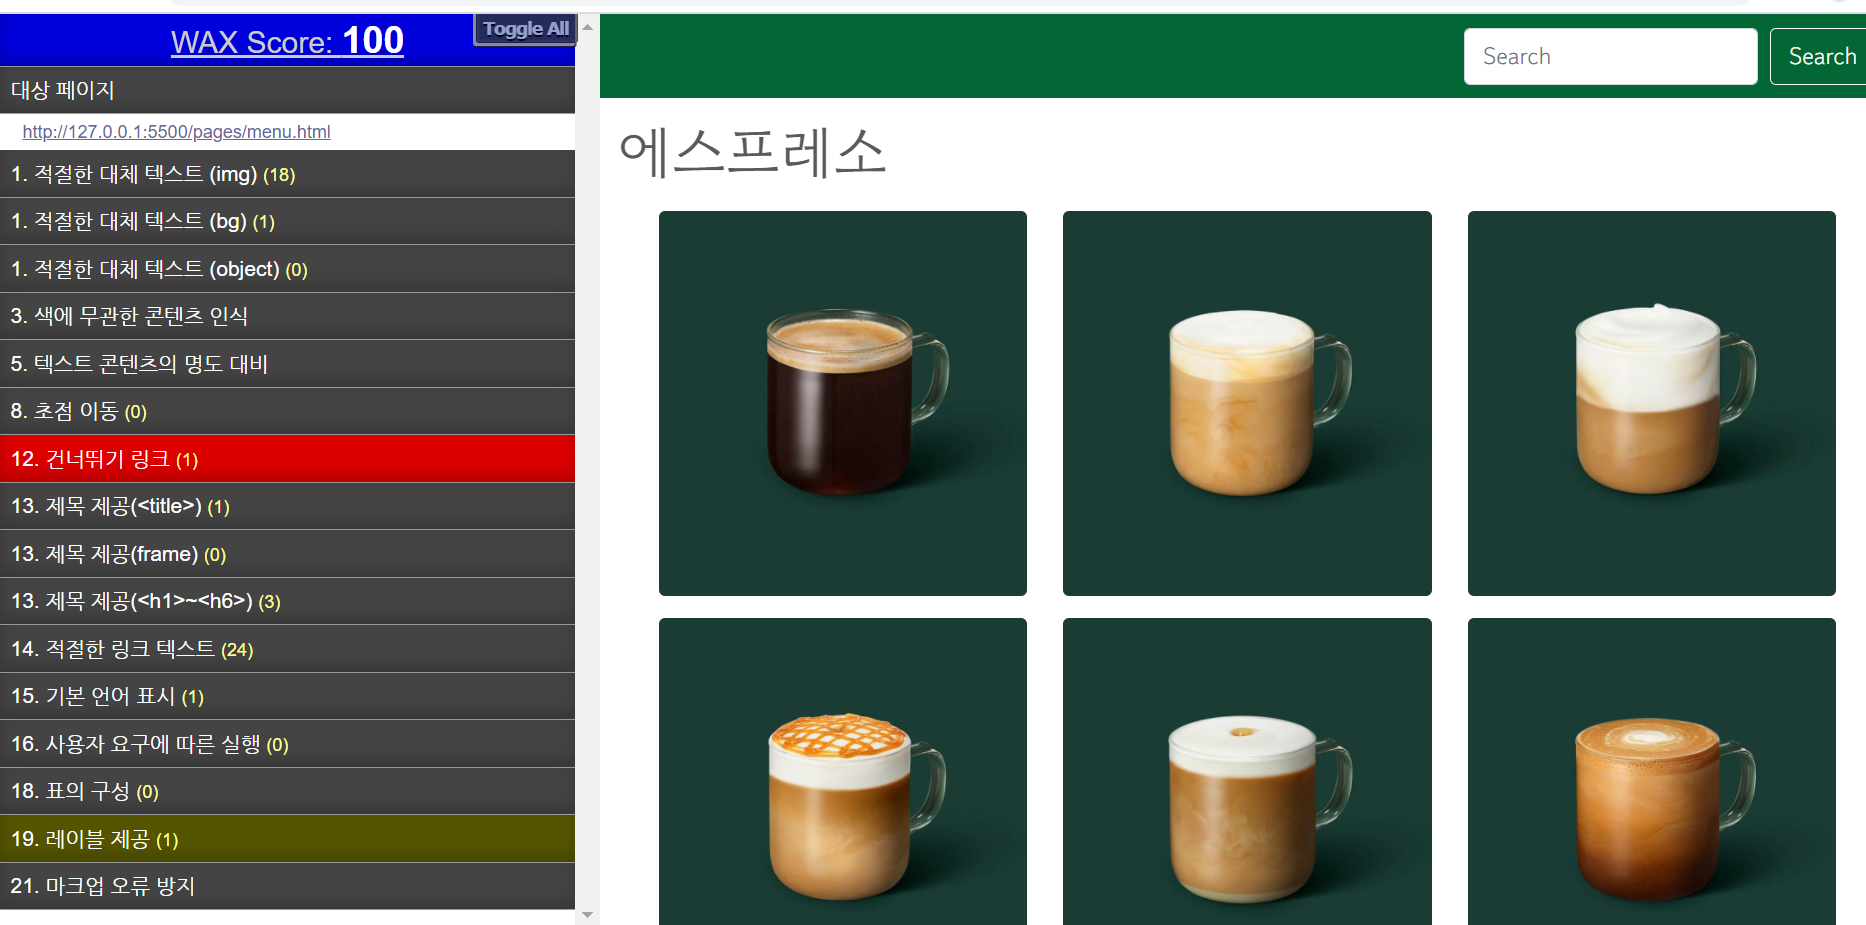 WAX Score: 100
Toggle All
대상 페이지
http://127.0.0.1:5500/pages/menu.html
1. 적절한 대체 텍스트 (img) (18)
1. 적절한 대체 텍스트 (bg) (1)
1. 적절한 대체 텍스트 (object) (0)
3. 색에 무관한 콘텐츠 인식
5. 텍스트 콘텐츠의 명도 대비
8. 초점 이동 (0)
12. 건너뛰기 링크 (1)
13. 제목 제공(<title>) (1)
13. 제목 제공(frame) (0)
13. 제목 제공(<h1>~<h6>) (3)
14. 적절한 링크 텍스트 (24)
15. 기본 언어 표시 (1)
16. 사용자 요구에 따른 실행 (0)
18. 표의 구성 (0)
19. 레이블 제공 (1)
21. 마크업 오류 방지
Search
Search
에스프레소